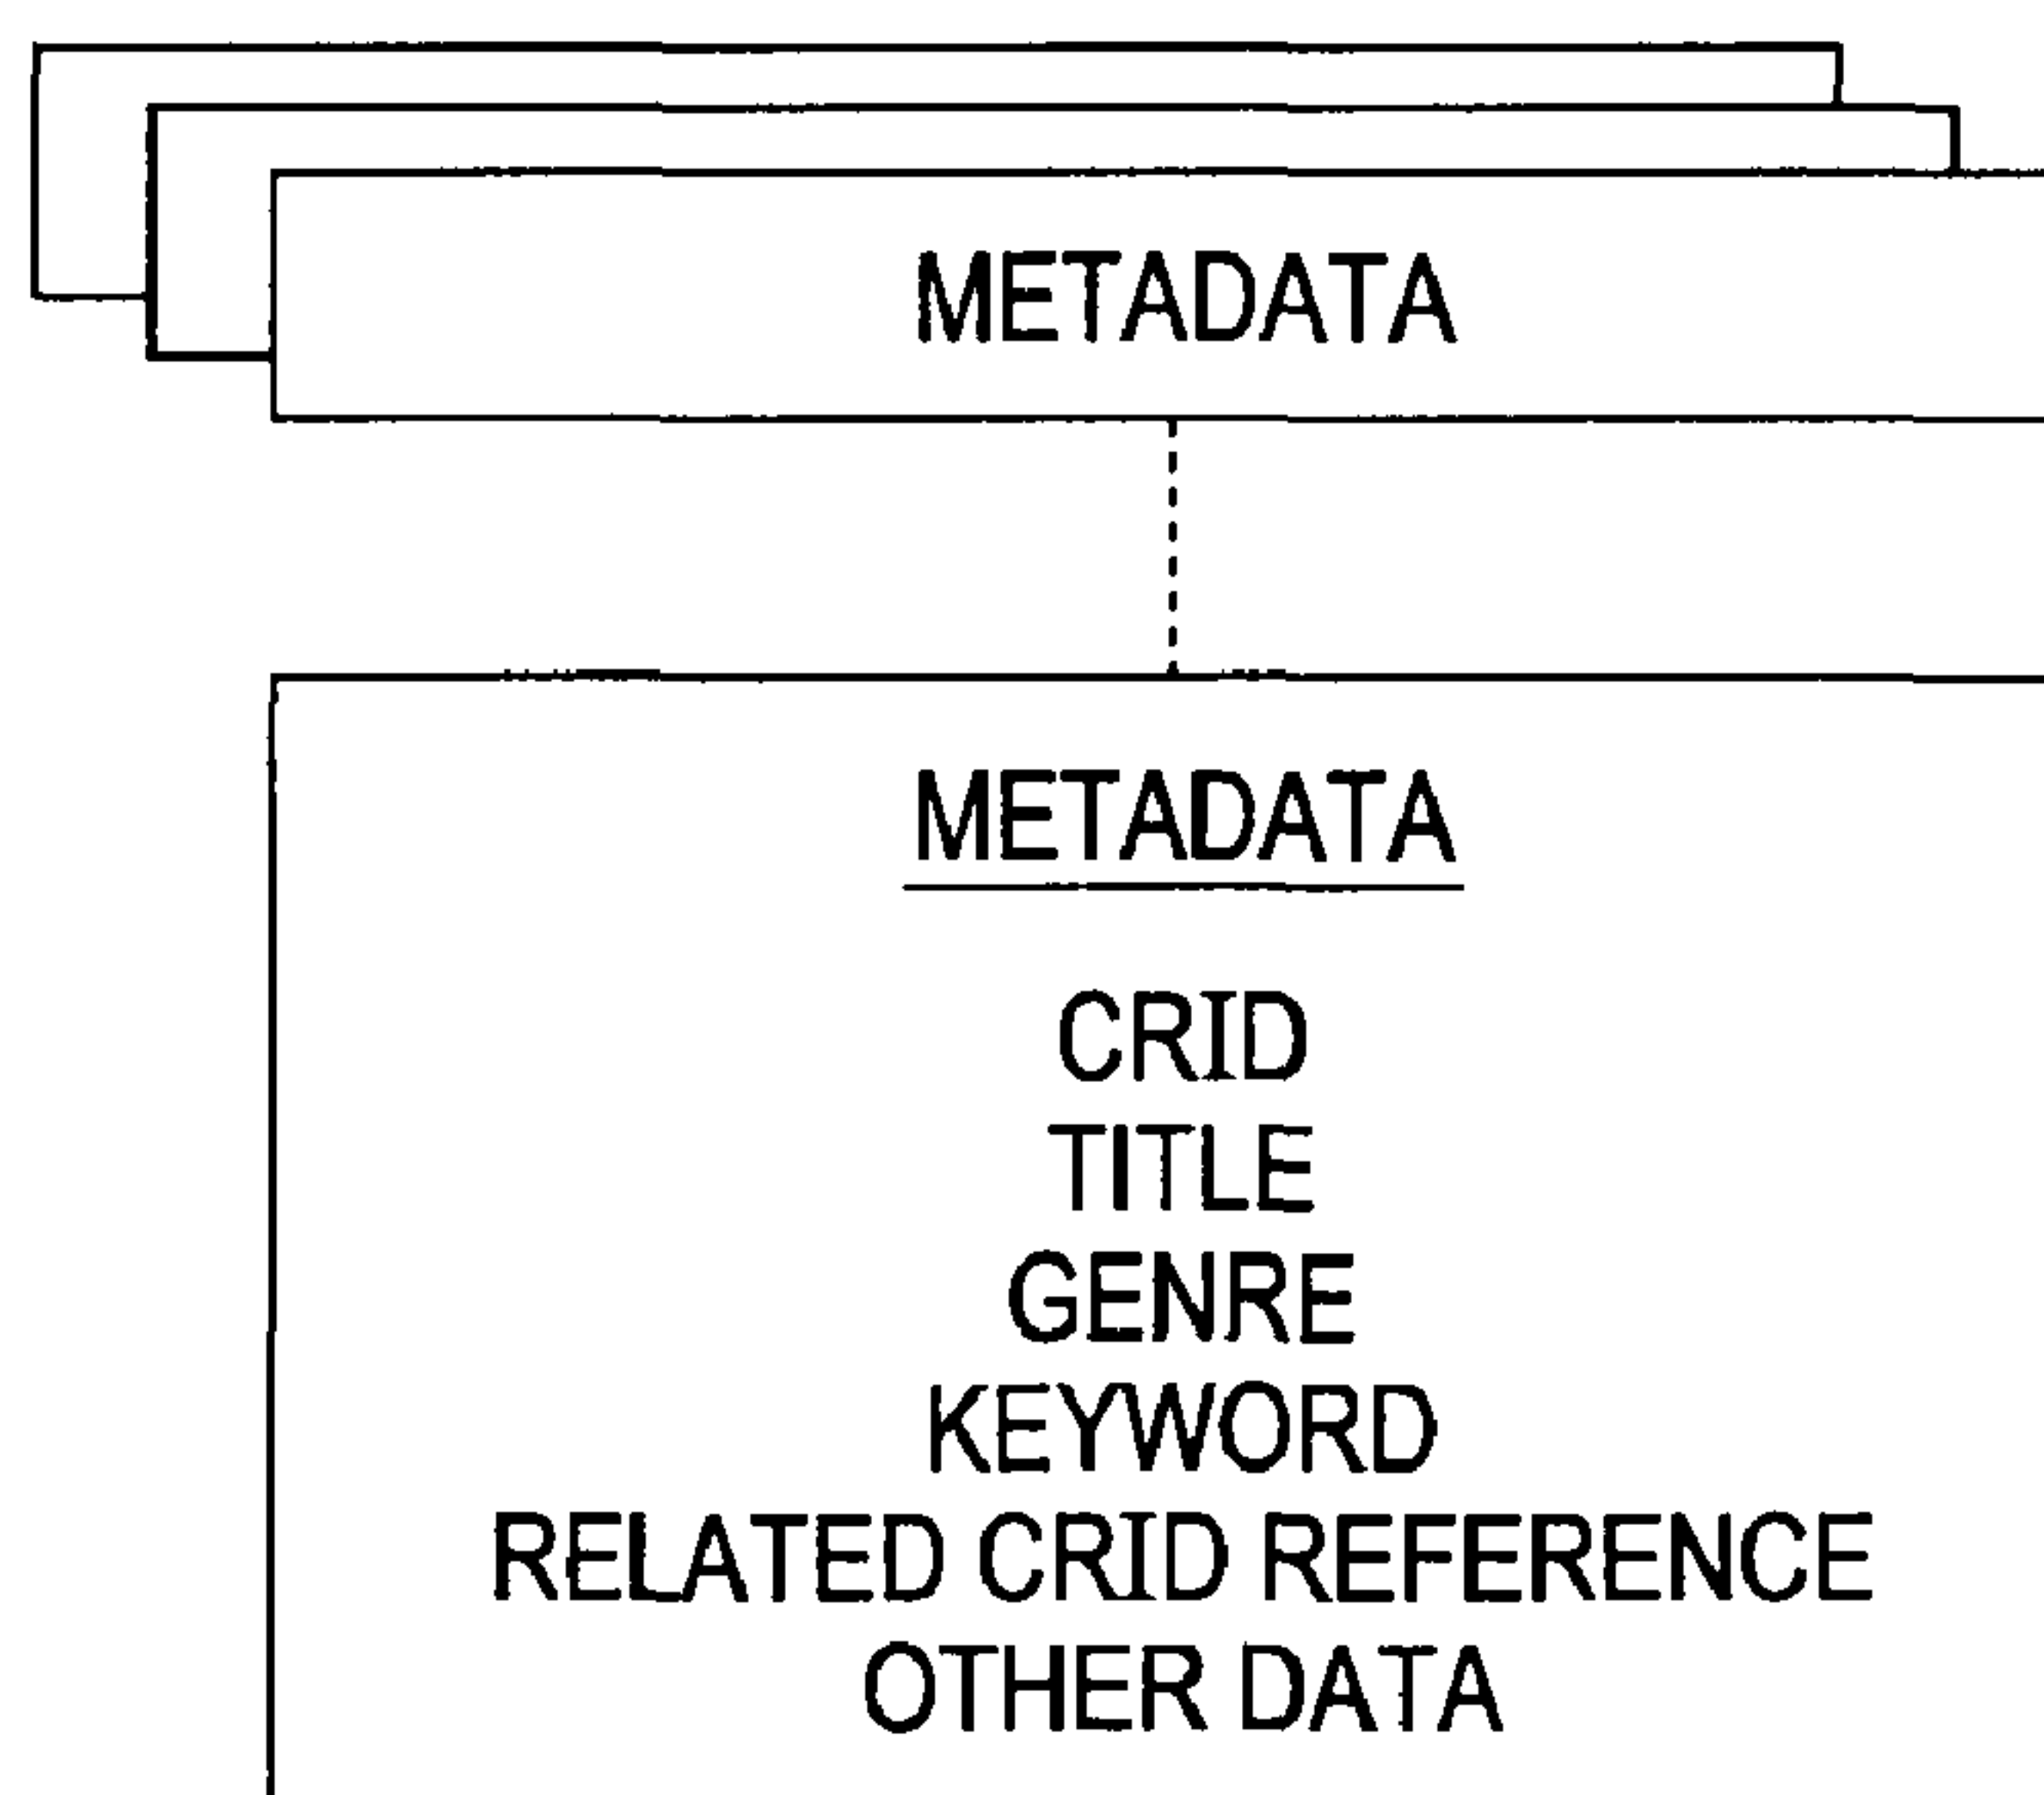 METADATA
METADATA
CRID
TITLE
GENRE
KEYWORD
RELATED CRID REFERENCE
OTHER DATA